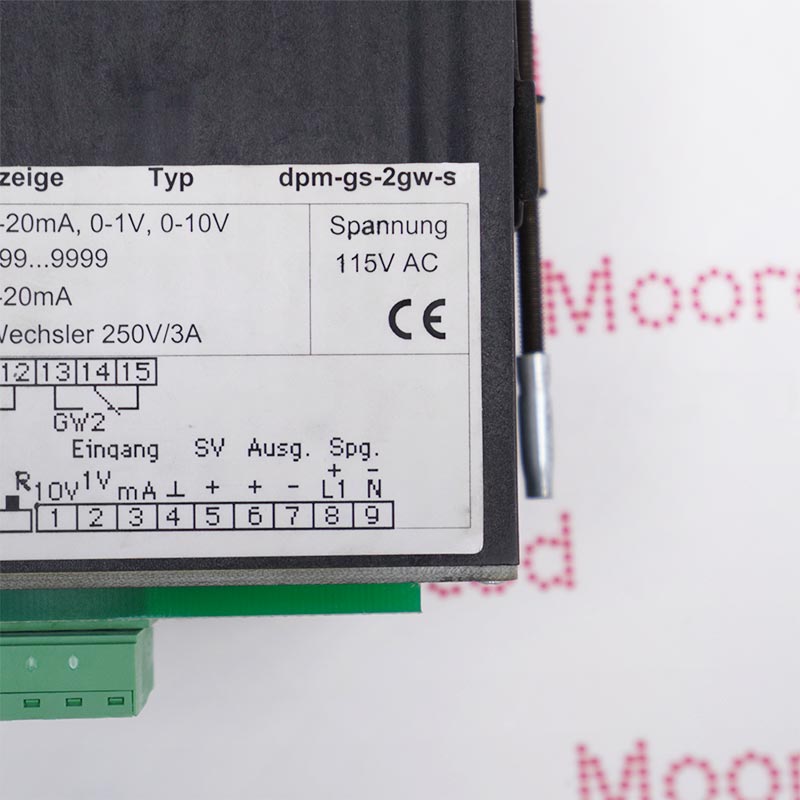 zeige Typ dpm-gs-2gw-s
-20mA, 0-1V, 0-10V
99...9999
-20mA
Wechsler 250V/3A
Spannung
115V AC
CE
12 13 14 15
GW2
Eingang SV Ausg. Spg.
R 10V 1V mA ⊥ + + - + L1 - N
1 2 3 4 5 6 7 8 9
Moore
ed
Moor